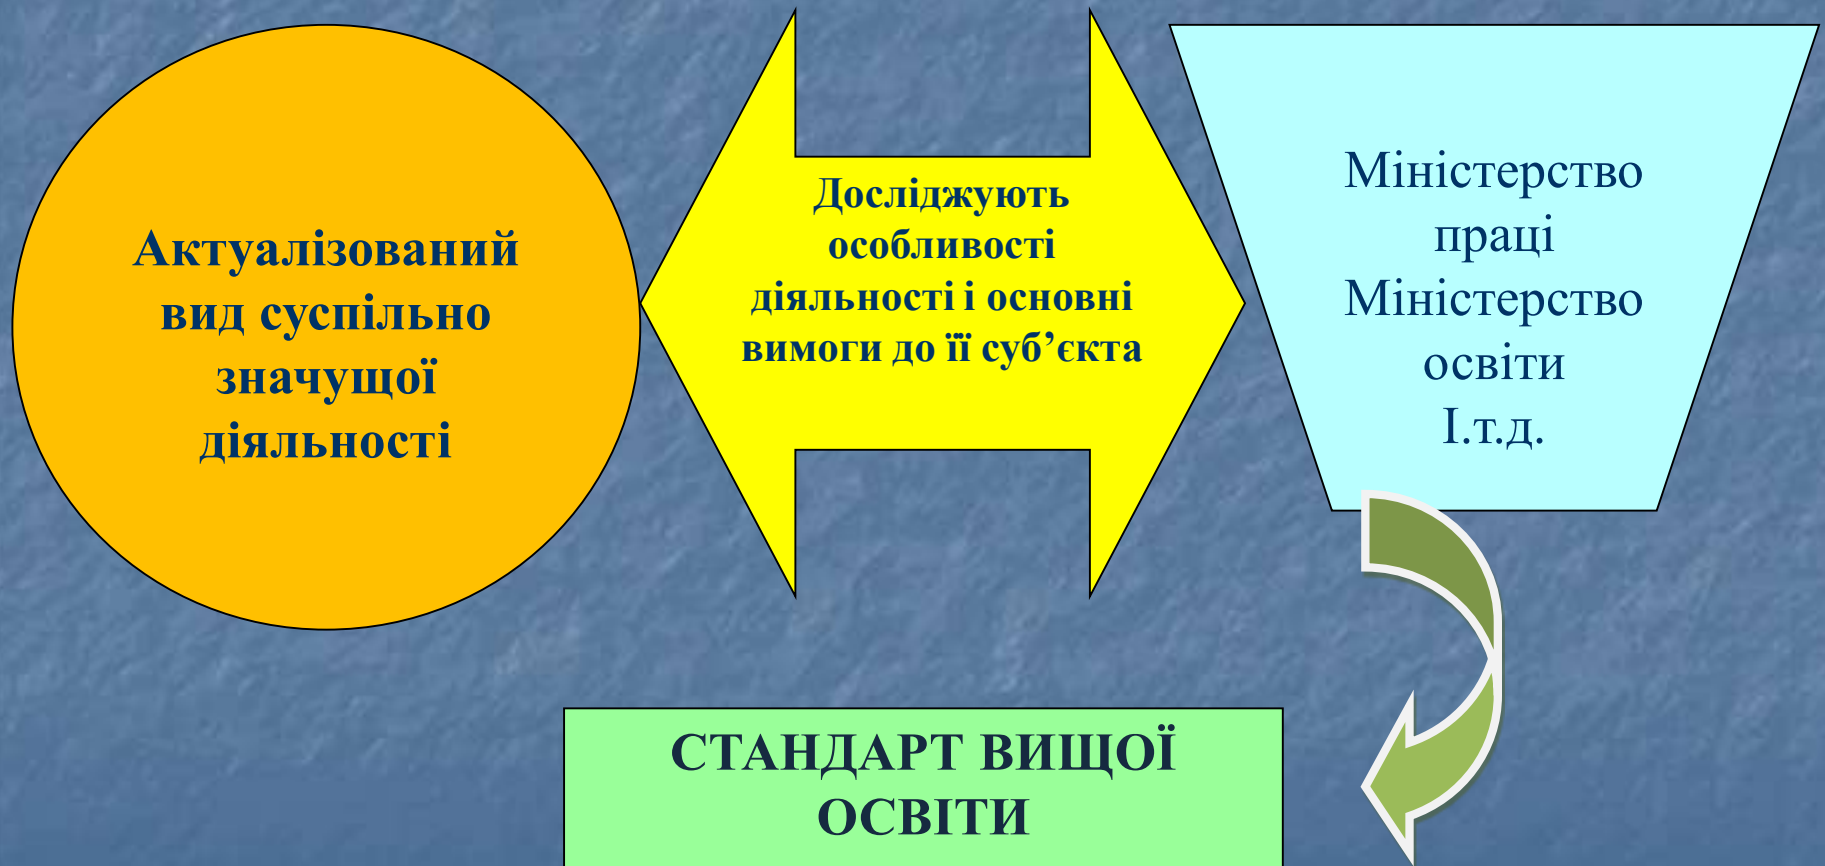 Актуалізований
вид суспільно
значущої
діяльності
Досліджують
особливості
діяльності і основні
вимоги до її суб’єкта
Міністерство
праці
Міністерство
освіти
І.т.д.
СТАНДАРТ ВИЩОЇ
ОСВІТИ